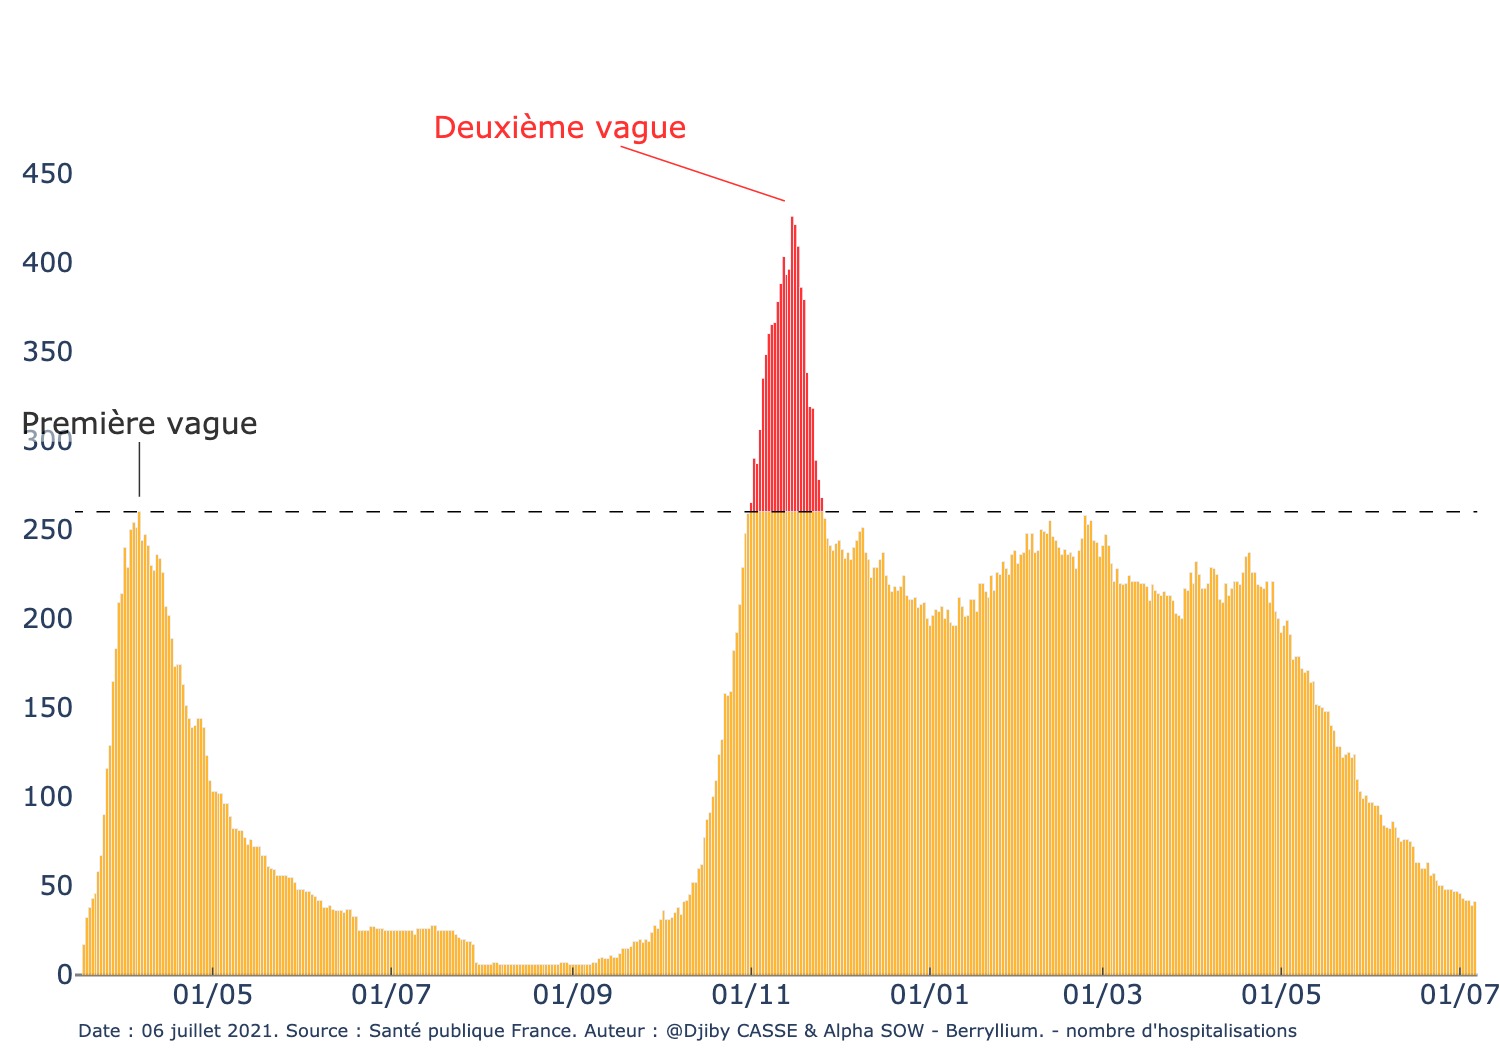 Deuxième vague
450
400
350
Première vague
300
250
200
150
100
50
0
01/05 01/07 01/09 01/11 01/01 01/03 01/05 01/07
Date : 06 juillet 2021. Source : Santé publique France. Auteur : @Djiby CASSE & Alpha SOW - Berryllium. - nombre d'hospitalisations